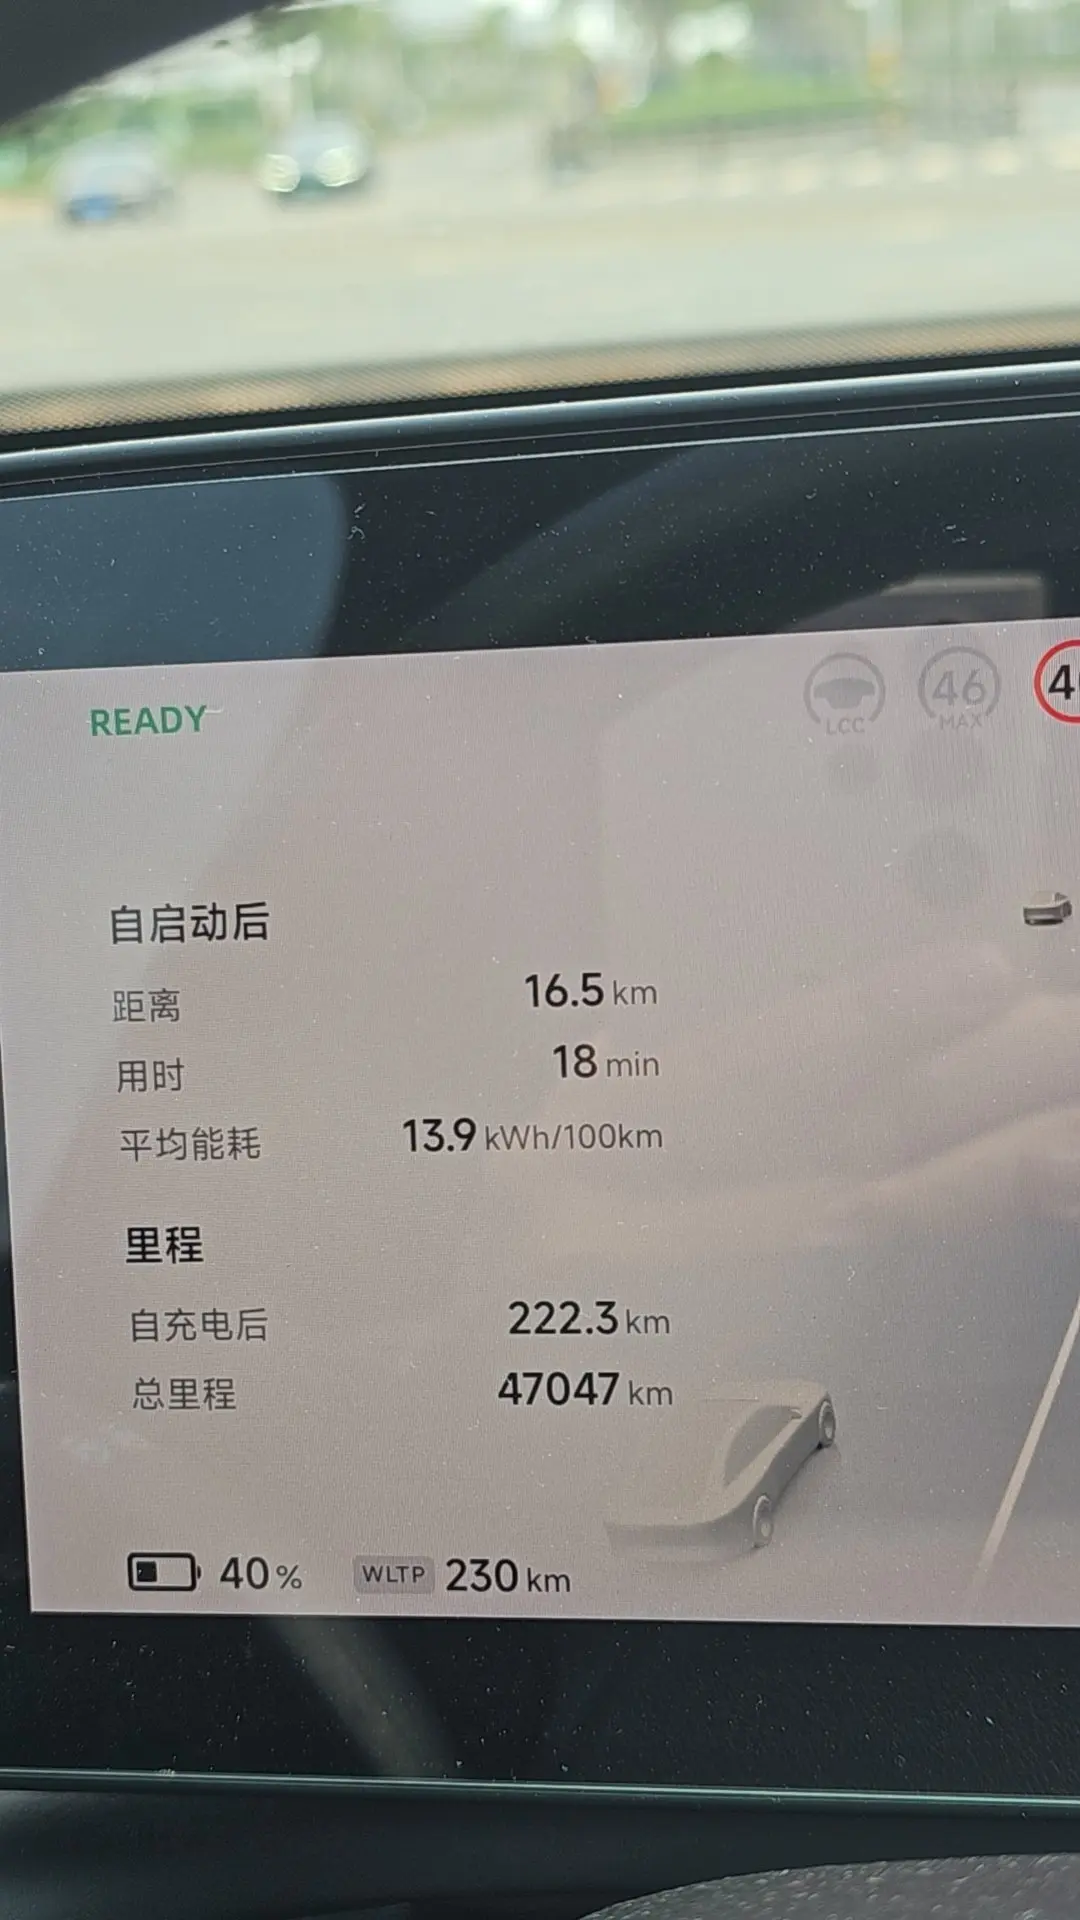 READY
LCC
46
MAX
自启动后
距离 16.5 km
用时 18 min
平均能耗 13.9 kWh/100km
里程
自充电后 222.3 km
总里程 47047 km
40% WLTP 230 km